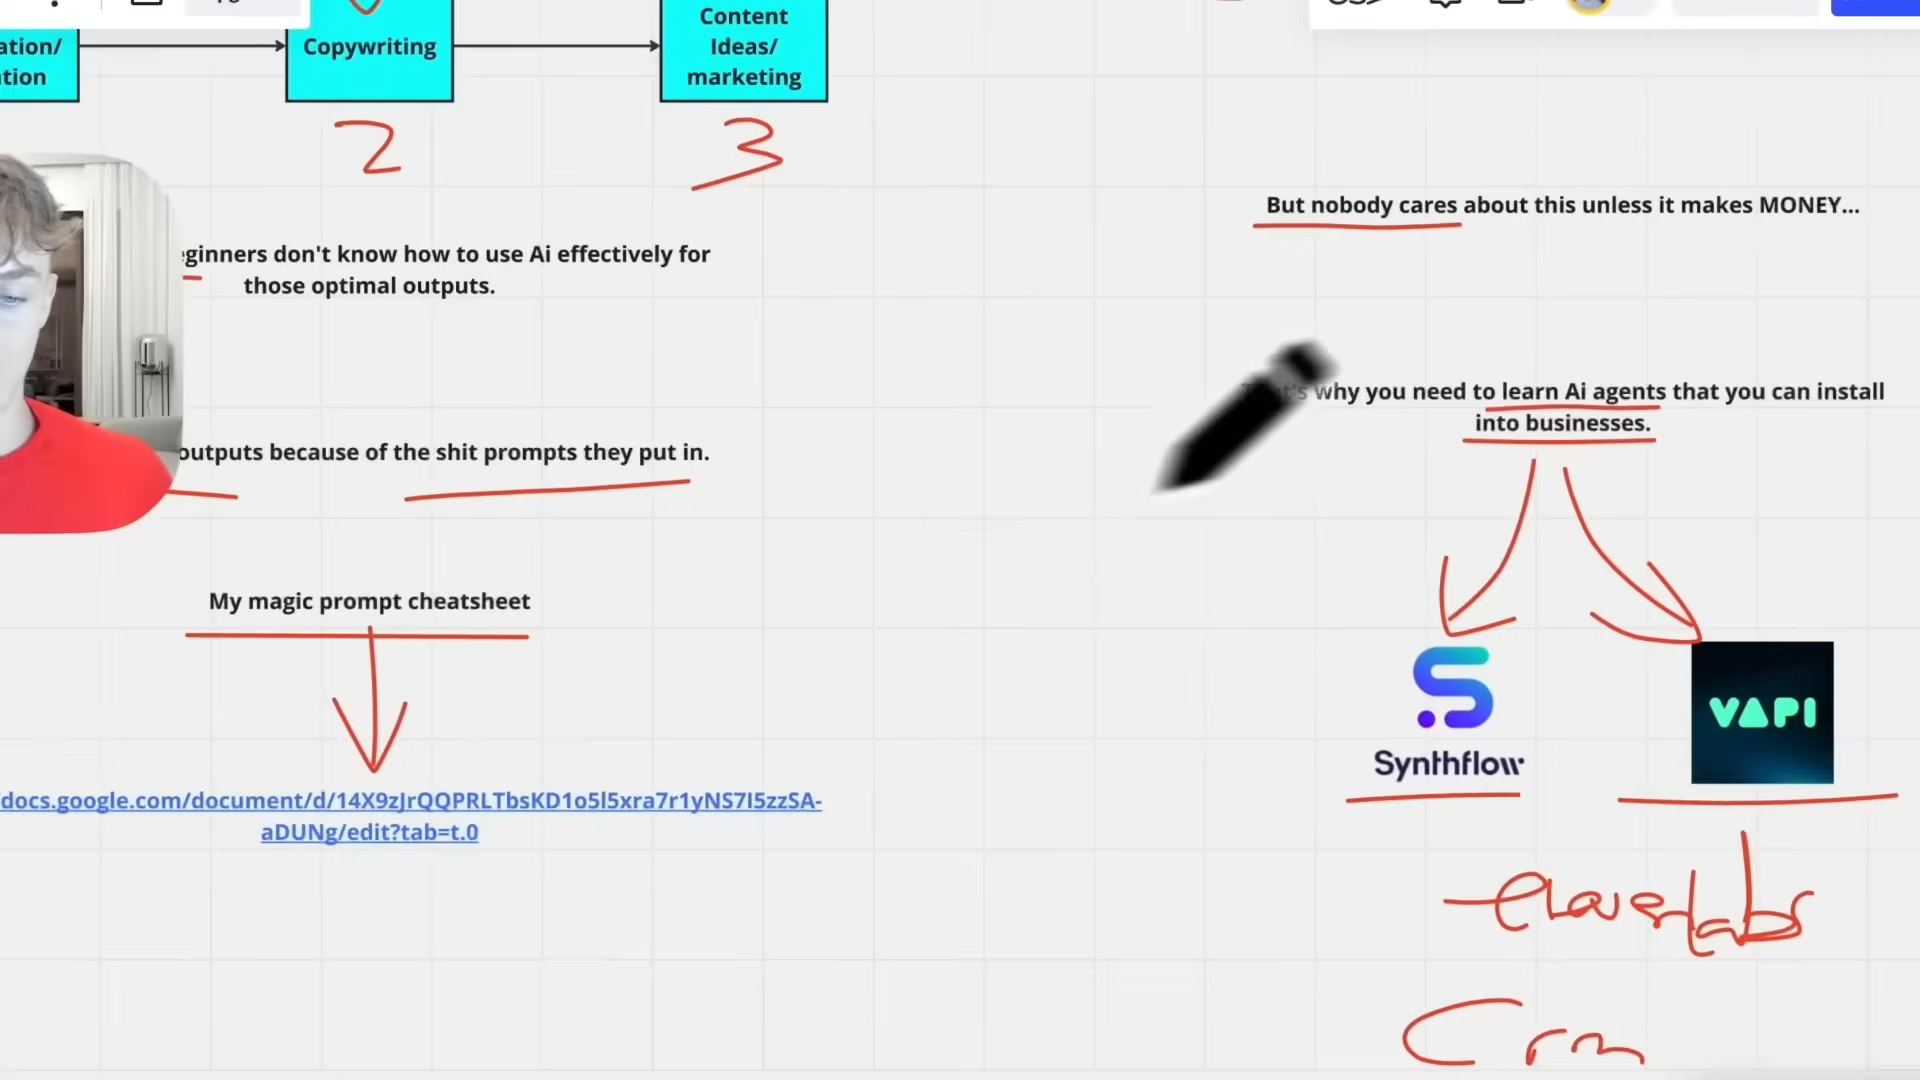 ation/
ation
Copywriting
Content
Ideas/
marketing
2
3
eginners don't know how to use Ai effectively for
those optimal outputs.
outputs because of the shit prompts they put in.
My magic prompt cheatsheet
docs.google.com/document/d/14X9zJrQQPRLTbsKD1o5l5xra7r1yNS7I5zzSA-
aDUNg/edit?tab=t.0
But nobody cares about this unless it makes MONEY...
why you need to learn Ai agents that you can install
into businesses.
Synthflow
VAPI
elevenlabs
Crm